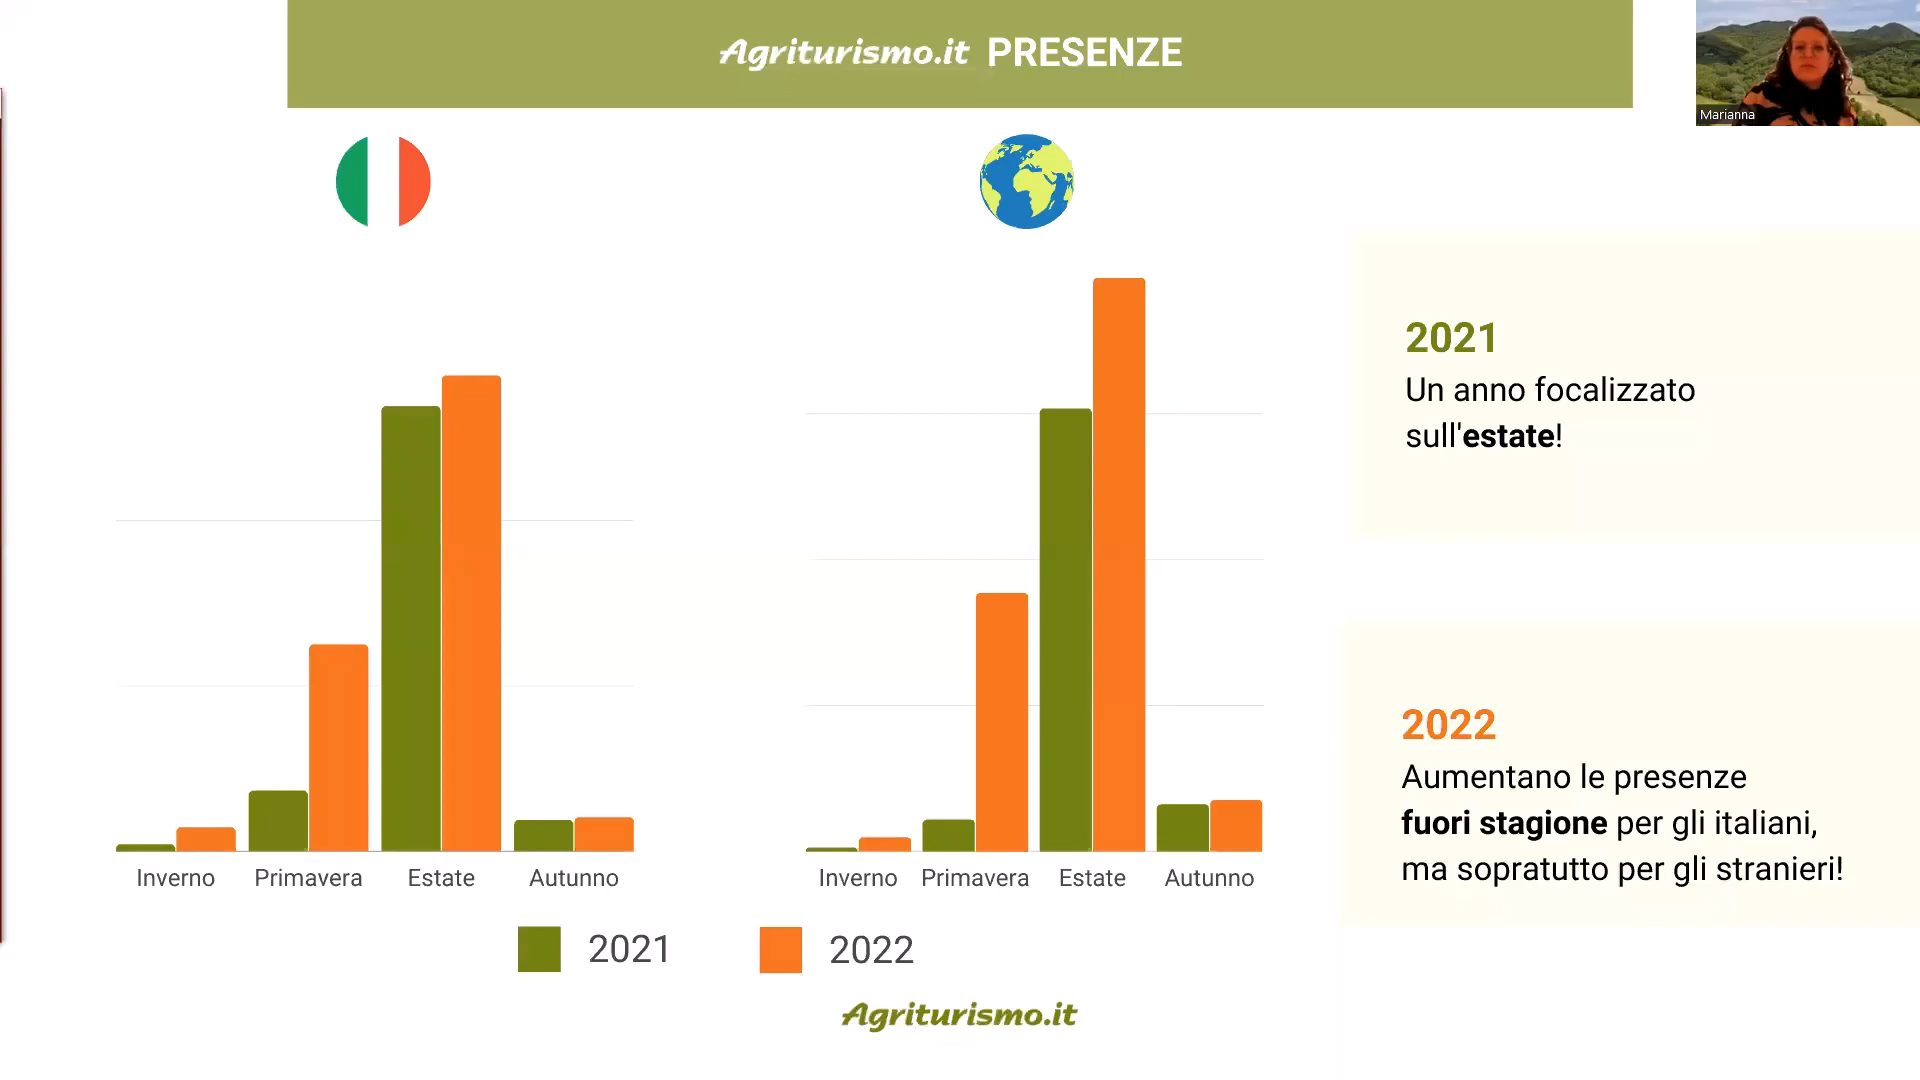 Agriturismo.it PRESENZE
Marianna
2021
Un anno focalizzato
sull'estate!
2022
Aumentano le presenze
fuori stagione per gli italiani,
ma sopratutto per gli stranieri!
Inverno Primavera Estate Autunno
Inverno Primavera Estate Autunno
2021 2022
Agriturismo.it